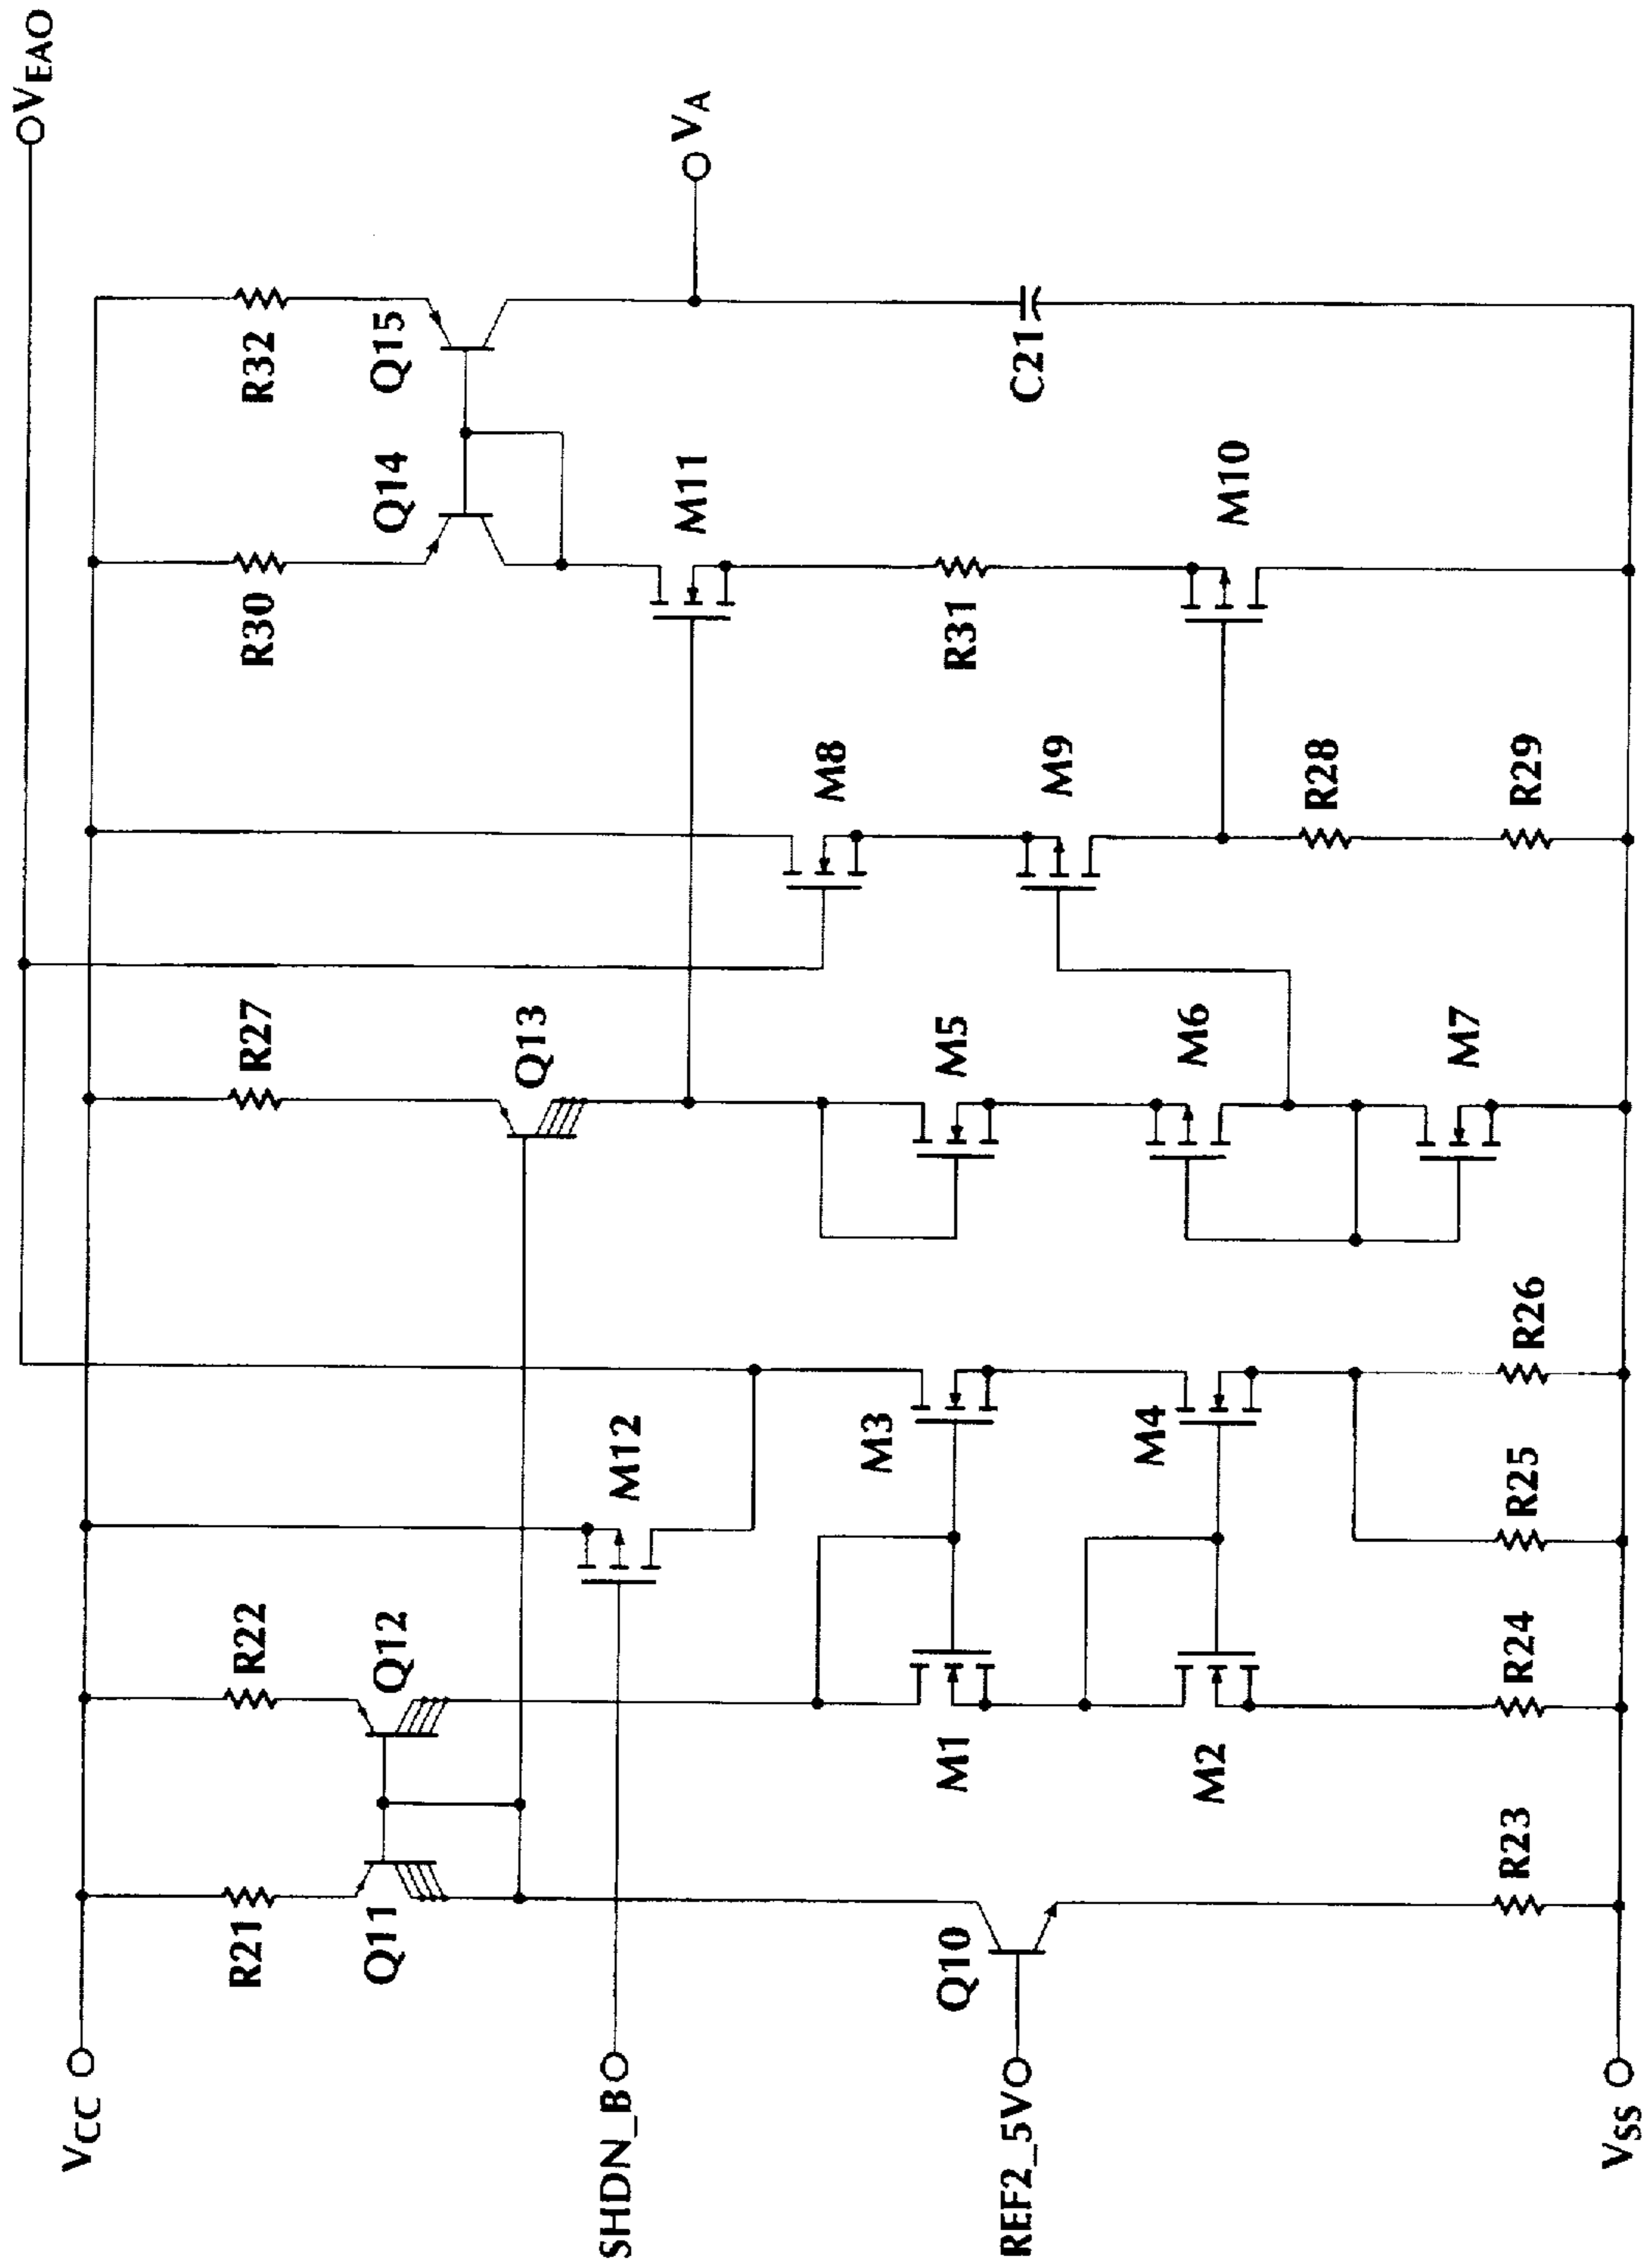 VEAO
VCC
R21
R22
R27
R30
R32
Q11
Q12
Q13
Q14
Q15
VA
SHDN_B
M12
M11
M8
M5
M3
M1
Q10
REF2_5V
C21
R31
M9
M6
M4
M2
M10
M7
R28
R29
R23
R24
R25
R26
VSS